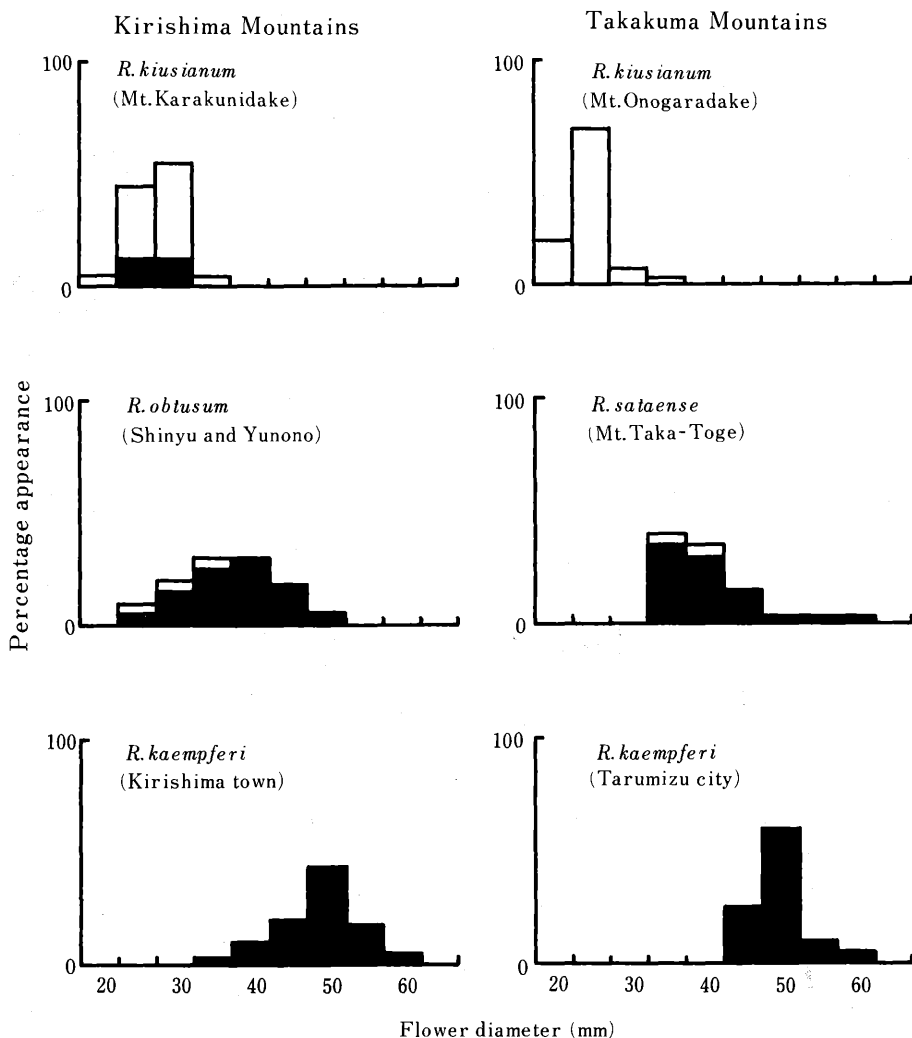 Kirishima Mountains
Takakuma Mountains
100
R. kiusianum
(Mt.Karakunidake)
0
100
R. kiusianum
(Mt.Onogaradake)
0
Percentage appearance
100
R. obtusum
(Shinyu and Yunono)
0
100
R. sataense
(Mt.Taka-Toge)
0
100
R. kaempferi
(Kirishima town)
0
100
R. kaempferi
(Tarumizu city)
0
20 30 40 50 60
20 30 40 50 60
Flower diameter (mm)